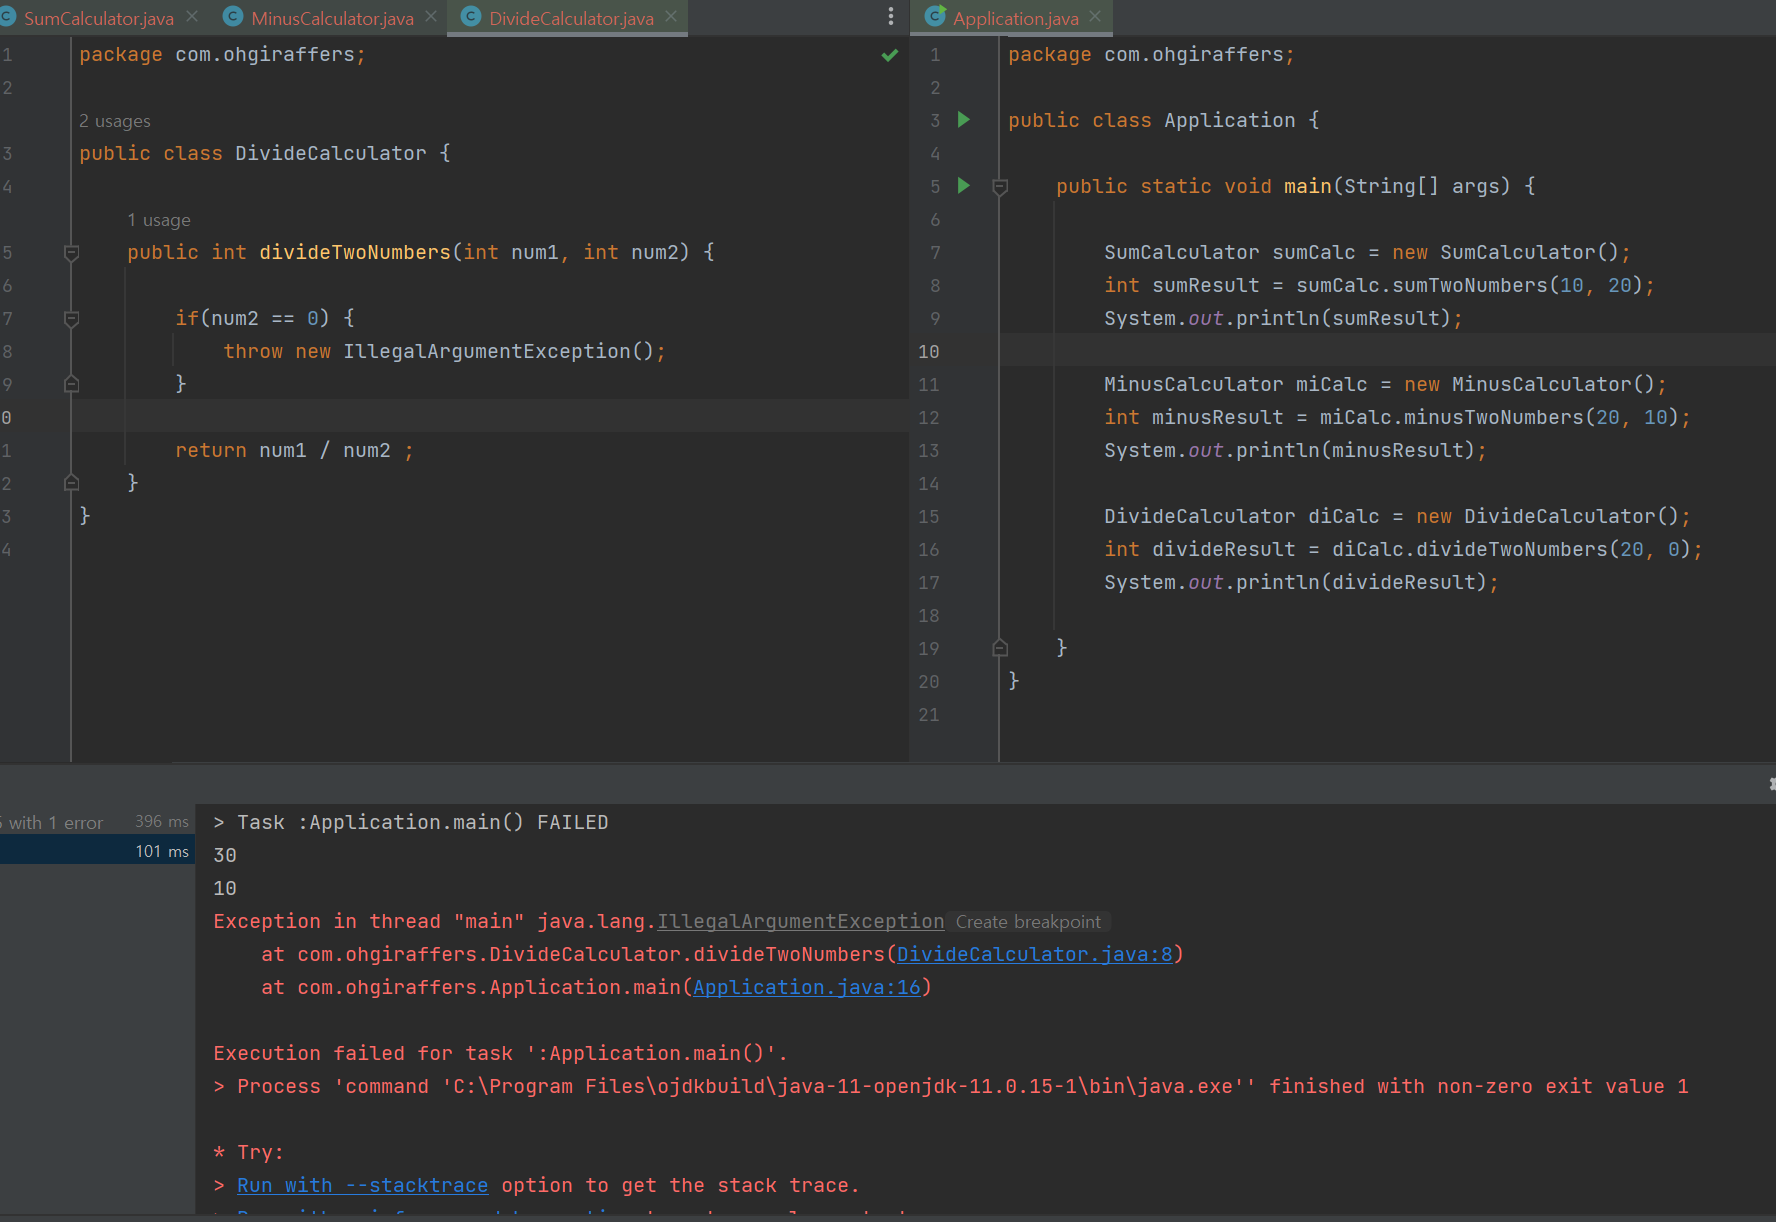 SumCalculator.java
MinusCalculator.java
DivideCalculator.java
1 package com.ohgiraffers;
2
2 usages
3 public class DivideCalculator {
4
1 usage
5 public int divideTwoNumbers(int num1, int num2) {
6
7 if(num2 == 0) {
8 throw new IllegalArgumentException();
9 }
0
1 return num1 / num2 ;
2 }
3 }
4
Application.java
1 package com.ohgiraffers;
2
3 public class Application {
4
5 public static void main(String[] args) {
6
7 SumCalculator sumCalc = new SumCalculator();
8 int sumResult = sumCalc.sumTwoNumbers(10, 20);
9 System.out.println(sumResult);
10
11 MinusCalculator miCalc = new MinusCalculator();
12 int minusResult = miCalc.minusTwoNumbers(20, 10);
13 System.out.println(minusResult);
14
15 DivideCalculator diCalc = new DivideCalculator();
16 int divideResult = diCalc.divideTwoNumbers(20, 0);
17 System.out.println(divideResult);
18
19 }
20 }
21
with 1 error 396 ms
101 ms
> Task :Application.main() FAILED
30
10
Exception in thread "main" java.lang.IllegalArgumentException Create breakpoint
at com.ohgiraffers.DivideCalculator.divideTwoNumbers(DivideCalculator.java:8)
at com.ohgiraffers.Application.main(Application.java:16)
Execution failed for task ':Application.main()'.
> Process 'command 'C:\Program Files\ojdkbuild\java-11-openjdk-11.0.15-1\bin\java.exe'' finished with non-zero exit value 1
* Try:
> Run with --stacktrace option to get the stack trace.